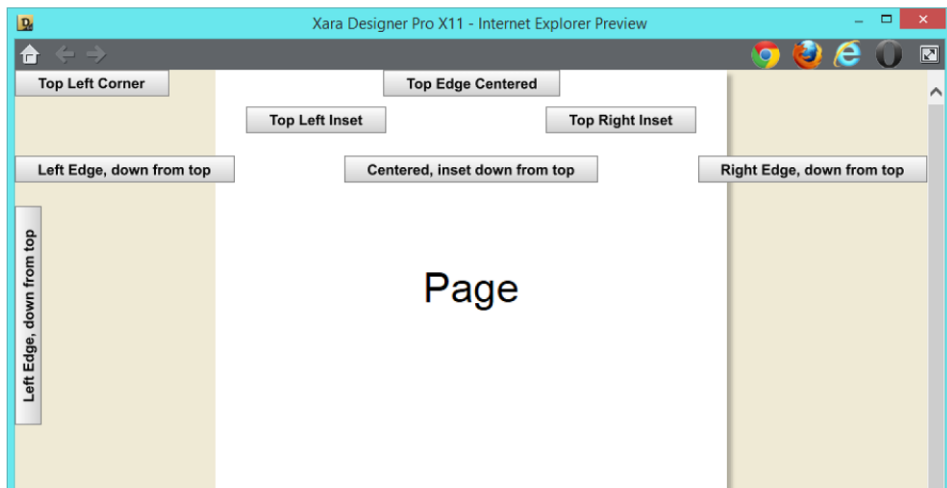 Xara Designer Pro X11 - Internet Explorer Preview
Top Left Corner
Top Edge Centered
Top Left Inset
Top Right Inset
Left Edge, down from top
Centered, inset down from top
Right Edge, down from top
Left Edge, down from top
Page